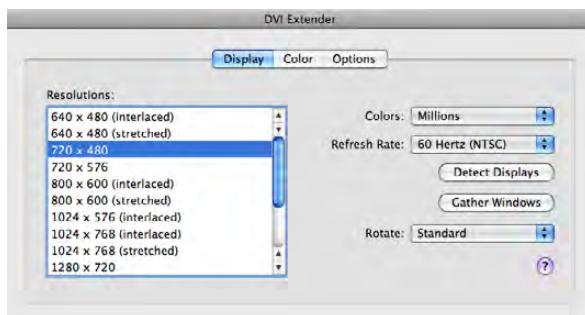 DVI Extender
Display Color Options
Resolutions:
640 x 480 (interlaced)
640 x 480 (stretched)
720 x 480
720 x 576
800 x 600 (interlaced)
800 x 600 (stretched)
1024 x 576 (interlaced)
1024 x 768 (interlaced)
1024 x 768 (stretched)
1280 x 720
Colors: Millions
Refresh Rate: 60 Hertz (NTSC)
Detect Displays
Gather Windows
Rotate: Standard
?